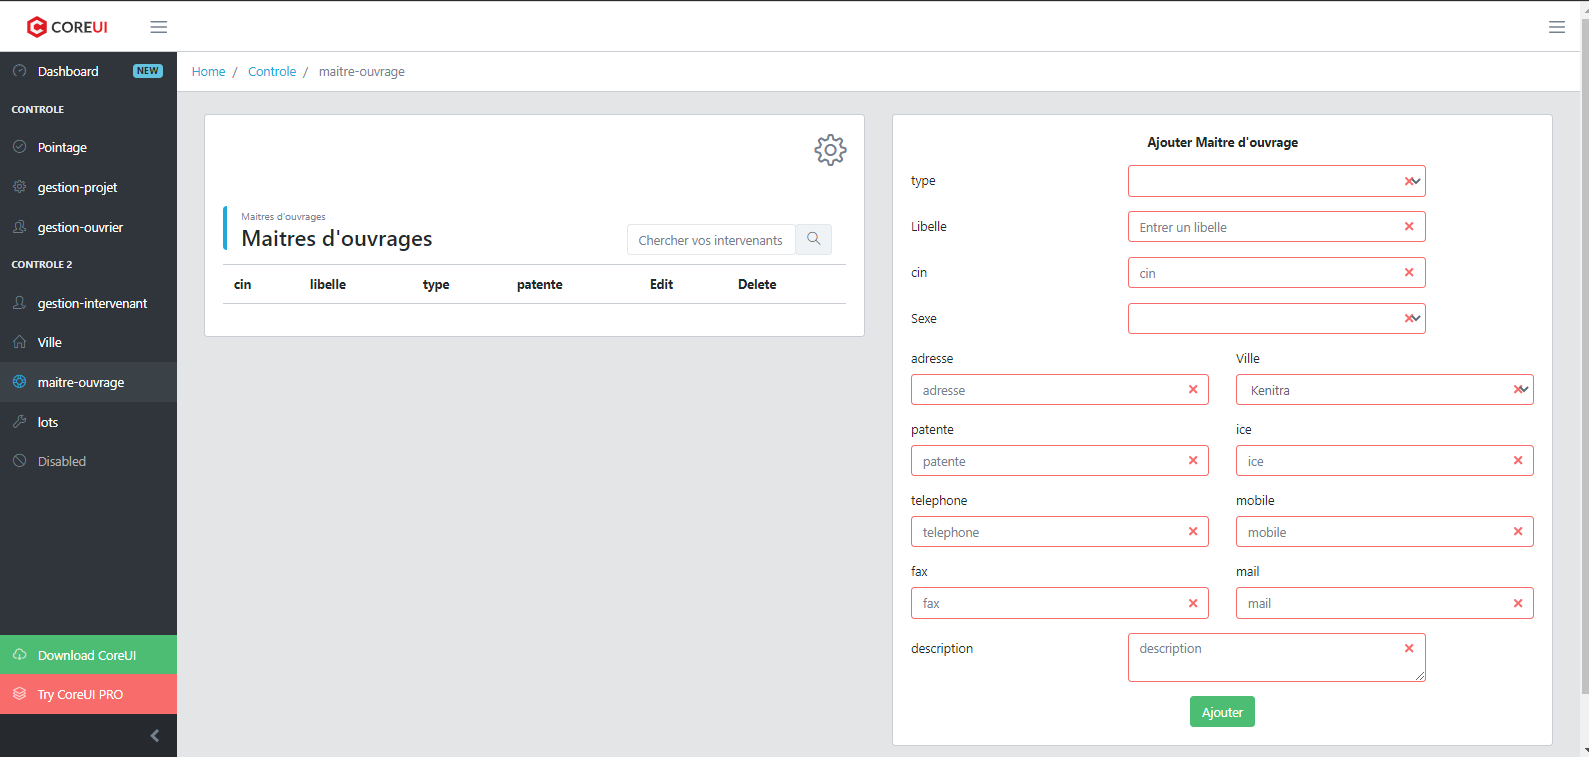 COREUI
Dashboard NEW
CONTROLE
Pointage
gestion-projet
gestion-ouvrier
CONTROLE 2
gestion-intervenant
Ville
maitre-ouvrage
lots
Disabled
Download CoreUI
Try CoreUI PRO
Home / Controle / maitre-ouvrage
Maitres d'ouvrages
Maitres d'ouvrages
Chercher vos intervenants
cin libelle type patente Edit Delete
Ajouter Maitre d'ouvrage
type
Libelle Entrer un libelle
cin cin
Sexe
adresse Ville
adresse Kenitra
patente ice
patente ice
telephone mobile
telephone mobile
fax mail
fax mail
description description
Ajouter